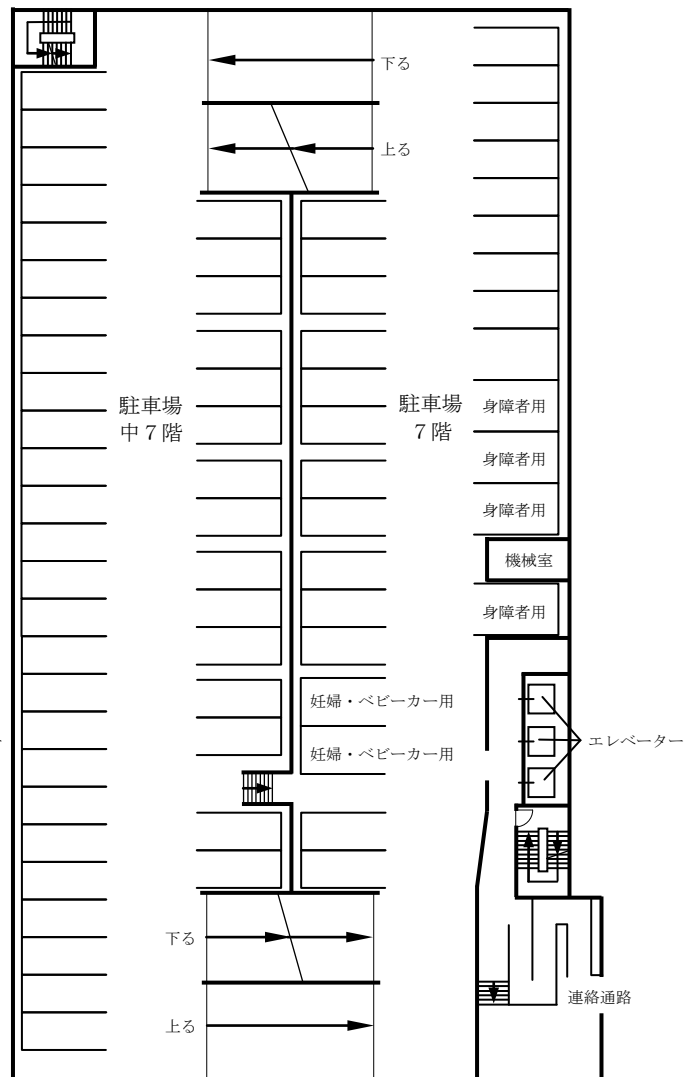 下る
上る
駐車場
中７階
駐車場
７階
身障者用
身障者用
身障者用
機械室
身障者用
妊婦・ベビーカー用
妊婦・ベビーカー用
エレベーター
下る
上る
連絡通路